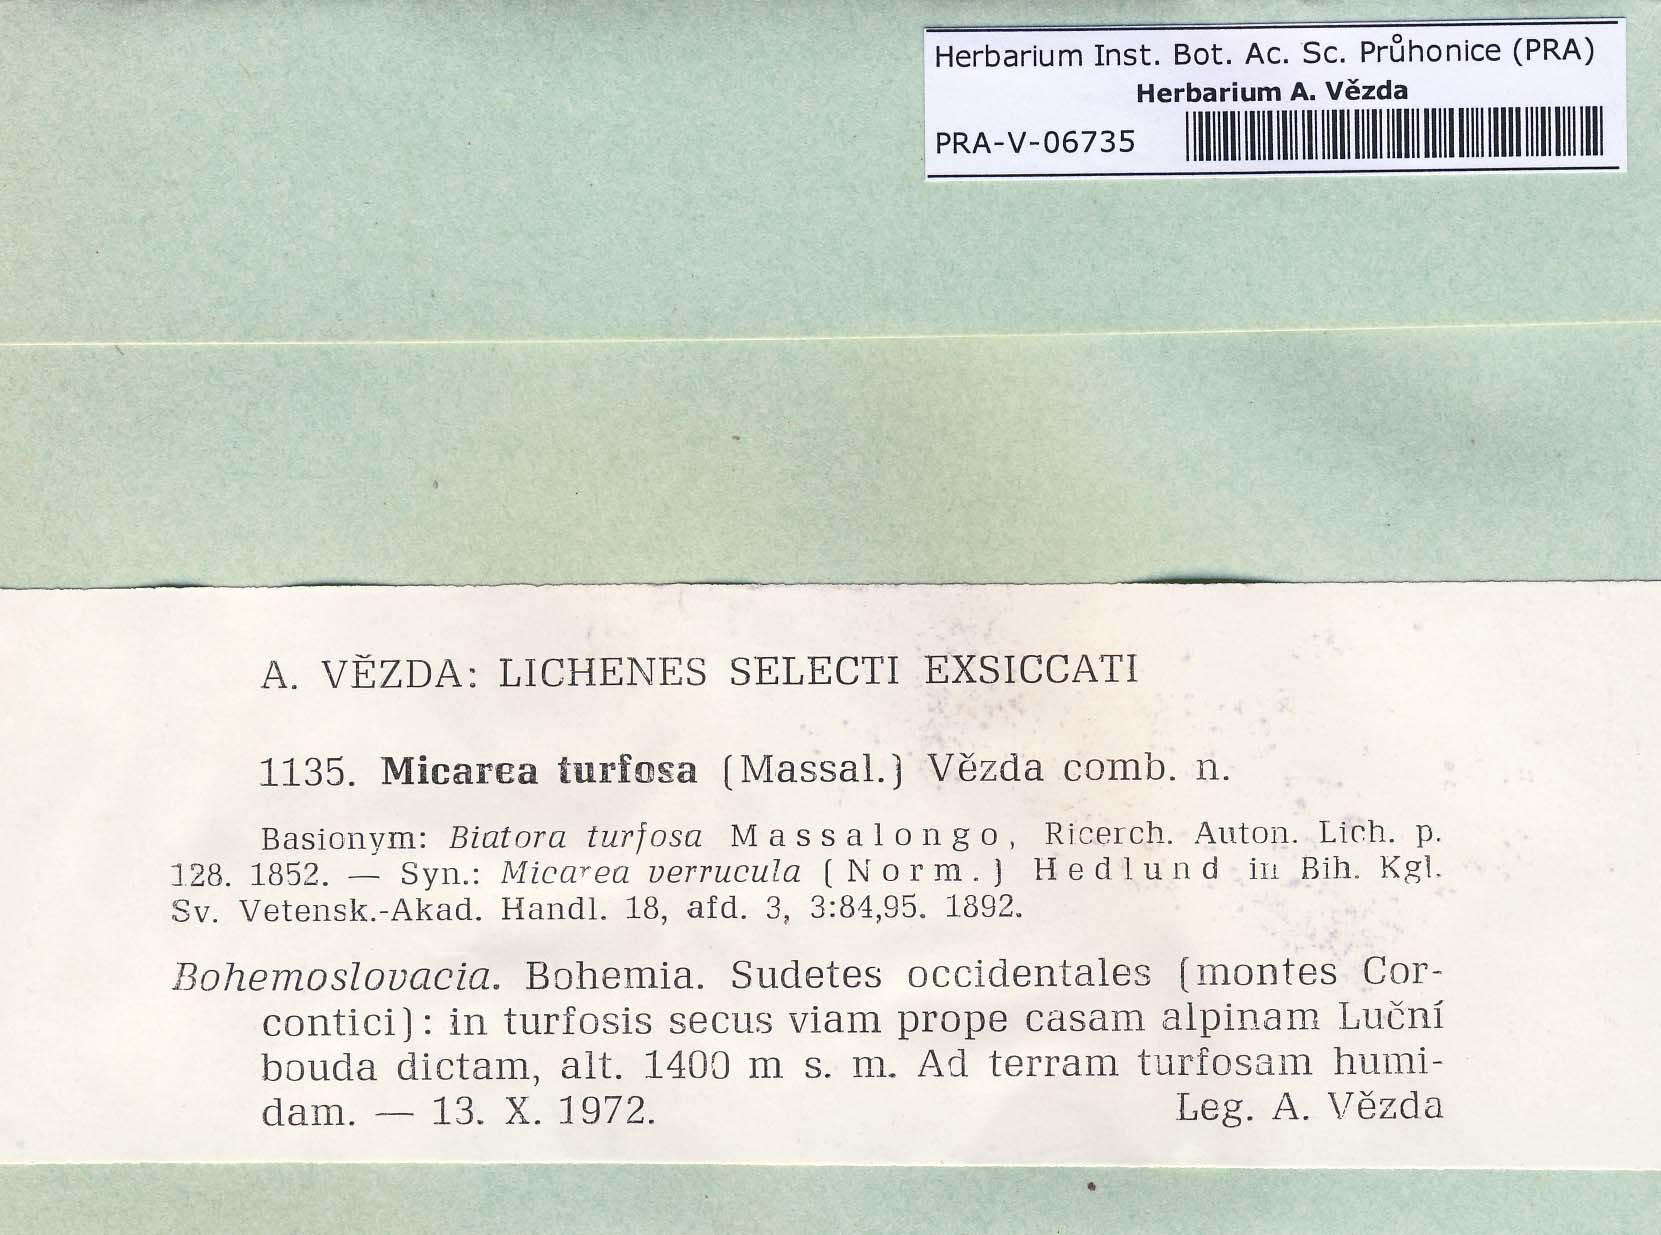 Herbarium Inst. Bot. Ac. Sc. Průhonice (PRA)
Herbarium A. Vězda
PRA-V-06735
A. VĚZDA: LICHENES SELECTI EXSICCATI
1135. Micarea turfosa (Massal.) Vězda comb. n.
Basionym: Biatora turfosa Massalongo, Ricerch. Auton. Lich. p.
128. 1852. — Syn.: Micarea verrucula (Norm.) Hedlund in Bih. Kgl.
Sv. Vetensk.-Akad. Handl. 18, afd. 3, 3:84,95. 1892.
Bohemoslovacia. Bohemia. Sudetes occidentales (montes Cor-
contici): in turfosis secus viam prope casam alpinam Luční
bouda dictam, alt. 1400 m s. m. Ad terram turfosam humi-
dam. — 13. X. 1972. Leg. A. Vězda